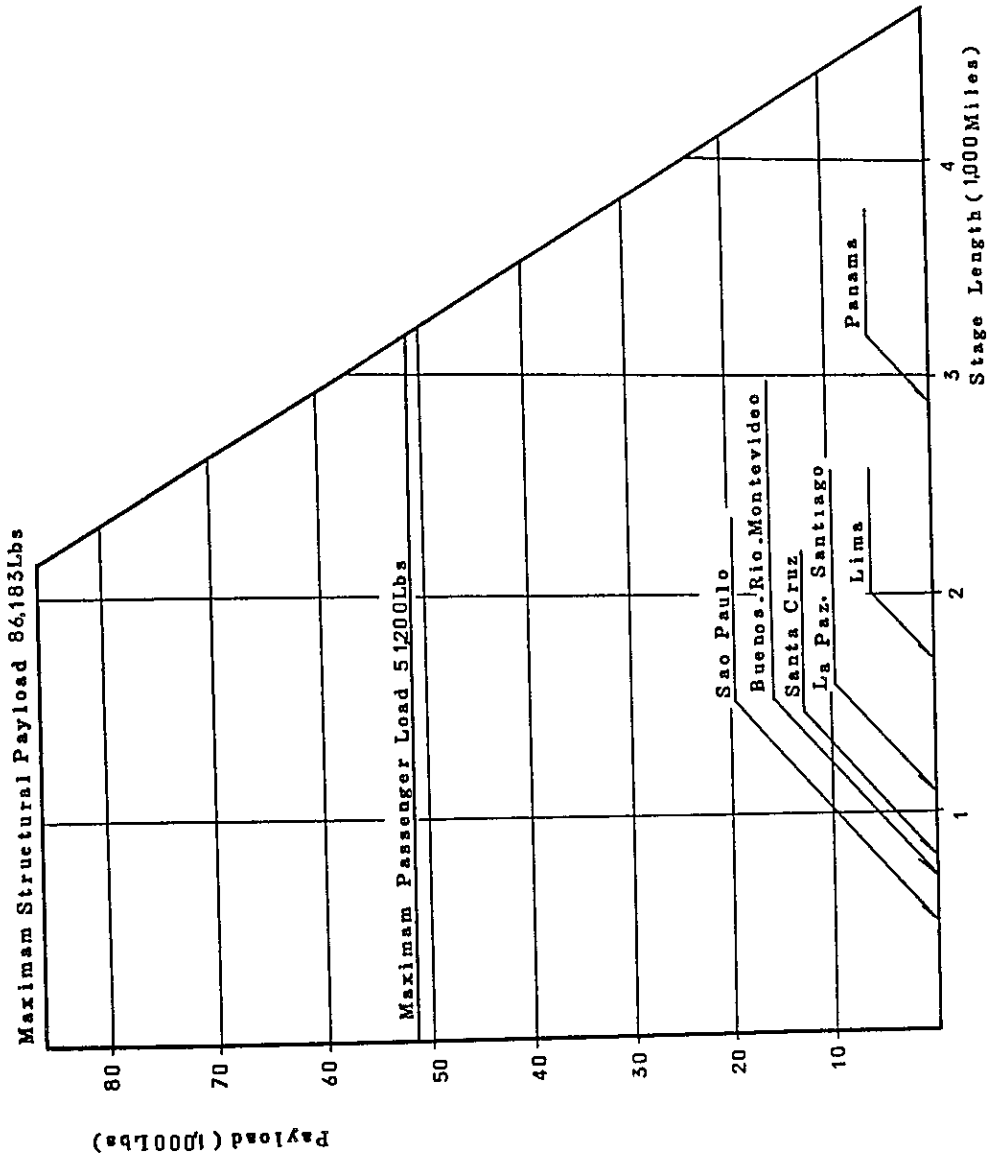 Maximam Structural Payload 86,183Lbs
80
70
60
Maximam Passenger Load 51,200Lbs
50
40
30
20
10
Payload (1,000Lbs)
Sao Paulo
Buenos.Rio.Montevideo
Santa Cruz
La Paz. Santiago
Lima
Panama
1
2
3
4
Stage Length (1,000Miles)